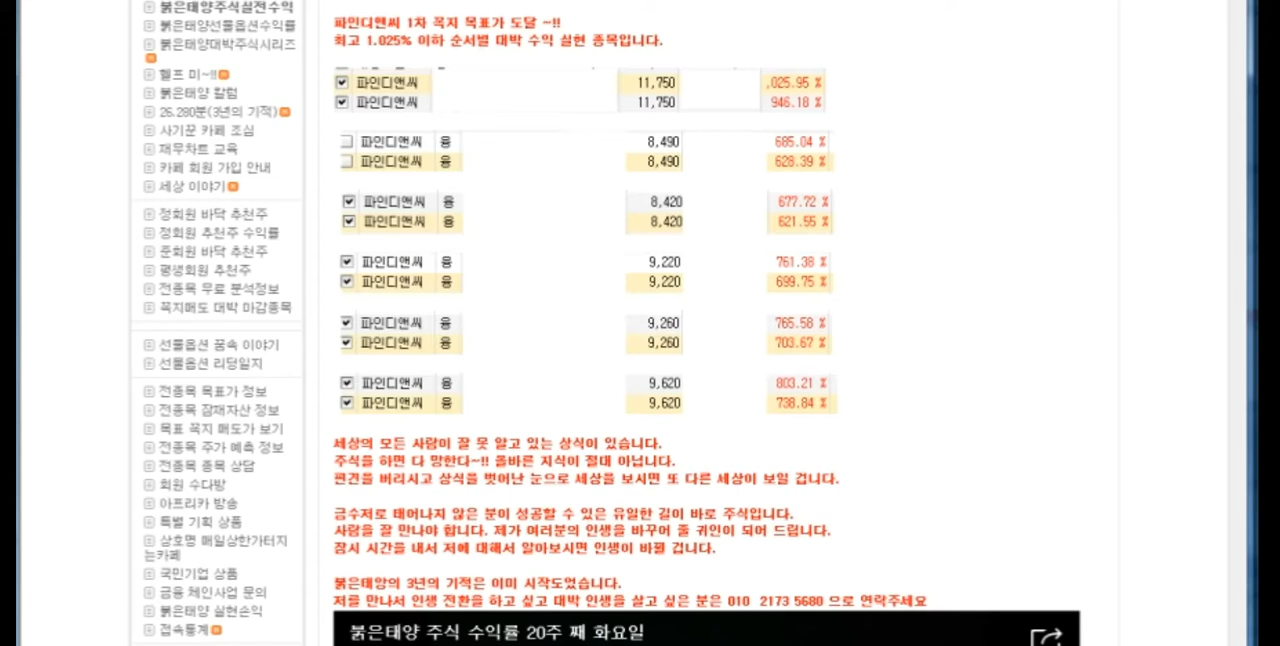 붉은태양주식실전수익
붉은태양선물옵션수익률
붉은태양대박주식시리즈
헬프 미~!!
붉은태양 칼럼
26.280분(3년의 기적)
사기꾼 카페 조심
재무차트 교육
카페 회원 가입 안내
세상 이야기
정회원 바닥 추천주
정회원 추천주 수익률
준회원 바닥 추천주
평생회원 추천주
전종목 무료 분석정보
꼭지매도 대박 마감종목
선물옵션 꿈속 이야기
선물옵션 리딩일지
전종목 목표가 정보
전종목 잠재자산 정보
목표 꼭지 매도가 보기
전종목 주가 예측 정보
전종목 종목 상담
회원 수다방
아프리카 방송
특별 기획 상품
상호명 매일상한가터지
는카페
국민기업 상품
금융 체인사업 문의
붉은태양 실현손익
접속통계
파인디앤씨 1차 꼭지 목표가 도달 ~!!
최고 1.025% 이하 순서별 대박 수익 실현 종목입니다.
파인디앤씨 11,750 ,025.95 %
파인디앤씨 11,750 946.18 %
파인디앤씨 융 8,490 685.04 %
파인디앤씨 융 8,490 628.39 %
파인디앤씨 융 8,420 677.72 %
파인디앤씨 융 8,420 621.55 %
파인디앤씨 융 9,220 761.38 %
파인디앤씨 융 9,220 699.75 %
파인디앤씨 융 9,260 765.58 %
파인디앤씨 융 9,260 703.67 %
파인디앤씨 융 9,620 803.21 %
파인디앤씨 융 9,620 738.84 %
세상의 모든 사람이 잘 못 알고 있는 상식이 있습니다.
주식을 하면 다 망한다~!! 올바른 지식이 절대 아닙니다.
편견을 버리시고 상식을 벗어난 눈으로 세상을 보시면 또 다른 세상이 보일 겁니다.
금수저로 태어나지 않은 분이 성공할 수 있은 유일한 길이 바로 주식입니다.
사람을 잘 만나야 합니다. 제가 여러분의 인생을 바꾸어 줄 귀인이 되어 드립니다.
잠시 시간을 내서 저에 대해서 알아보시면 인생이 바뀔 겁니다.
붉은태양의 3년의 기적은 이미 시작되었습니다.
저를 만나서 인생 전환을 하고 싶고 대박 인생을 살고 싶은 분은 010 2173 5680 으로 연락주세요
붉은태양 주식 수익률 20주 째 화요일